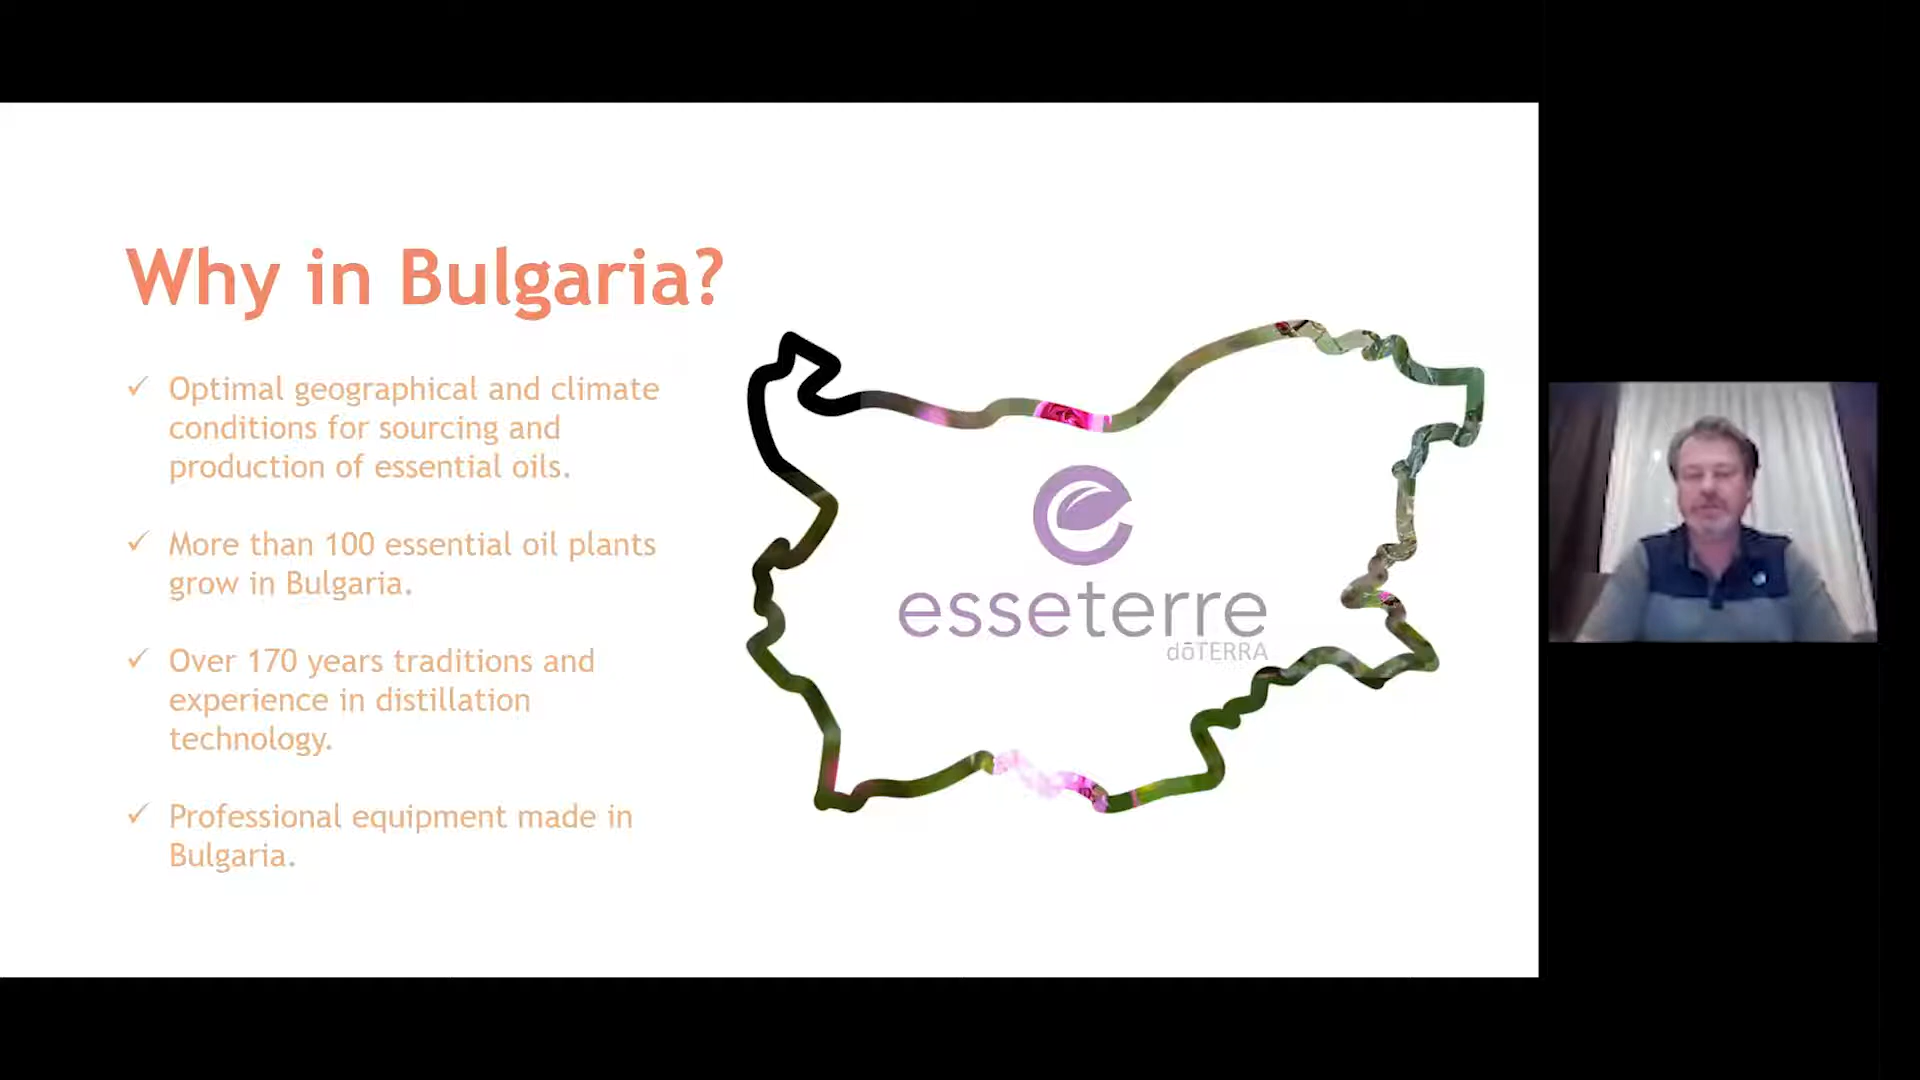 Why in Bulgaria?
✓ Optimal geographical and climate
conditions for sourcing and
production of essential oils.
✓ More than 100 essential oil plants
grow in Bulgaria.
✓ Over 170 years traditions and
experience in distillation
technology.
✓ Professional equipment made in
Bulgaria.
esseterre
dōTERRA